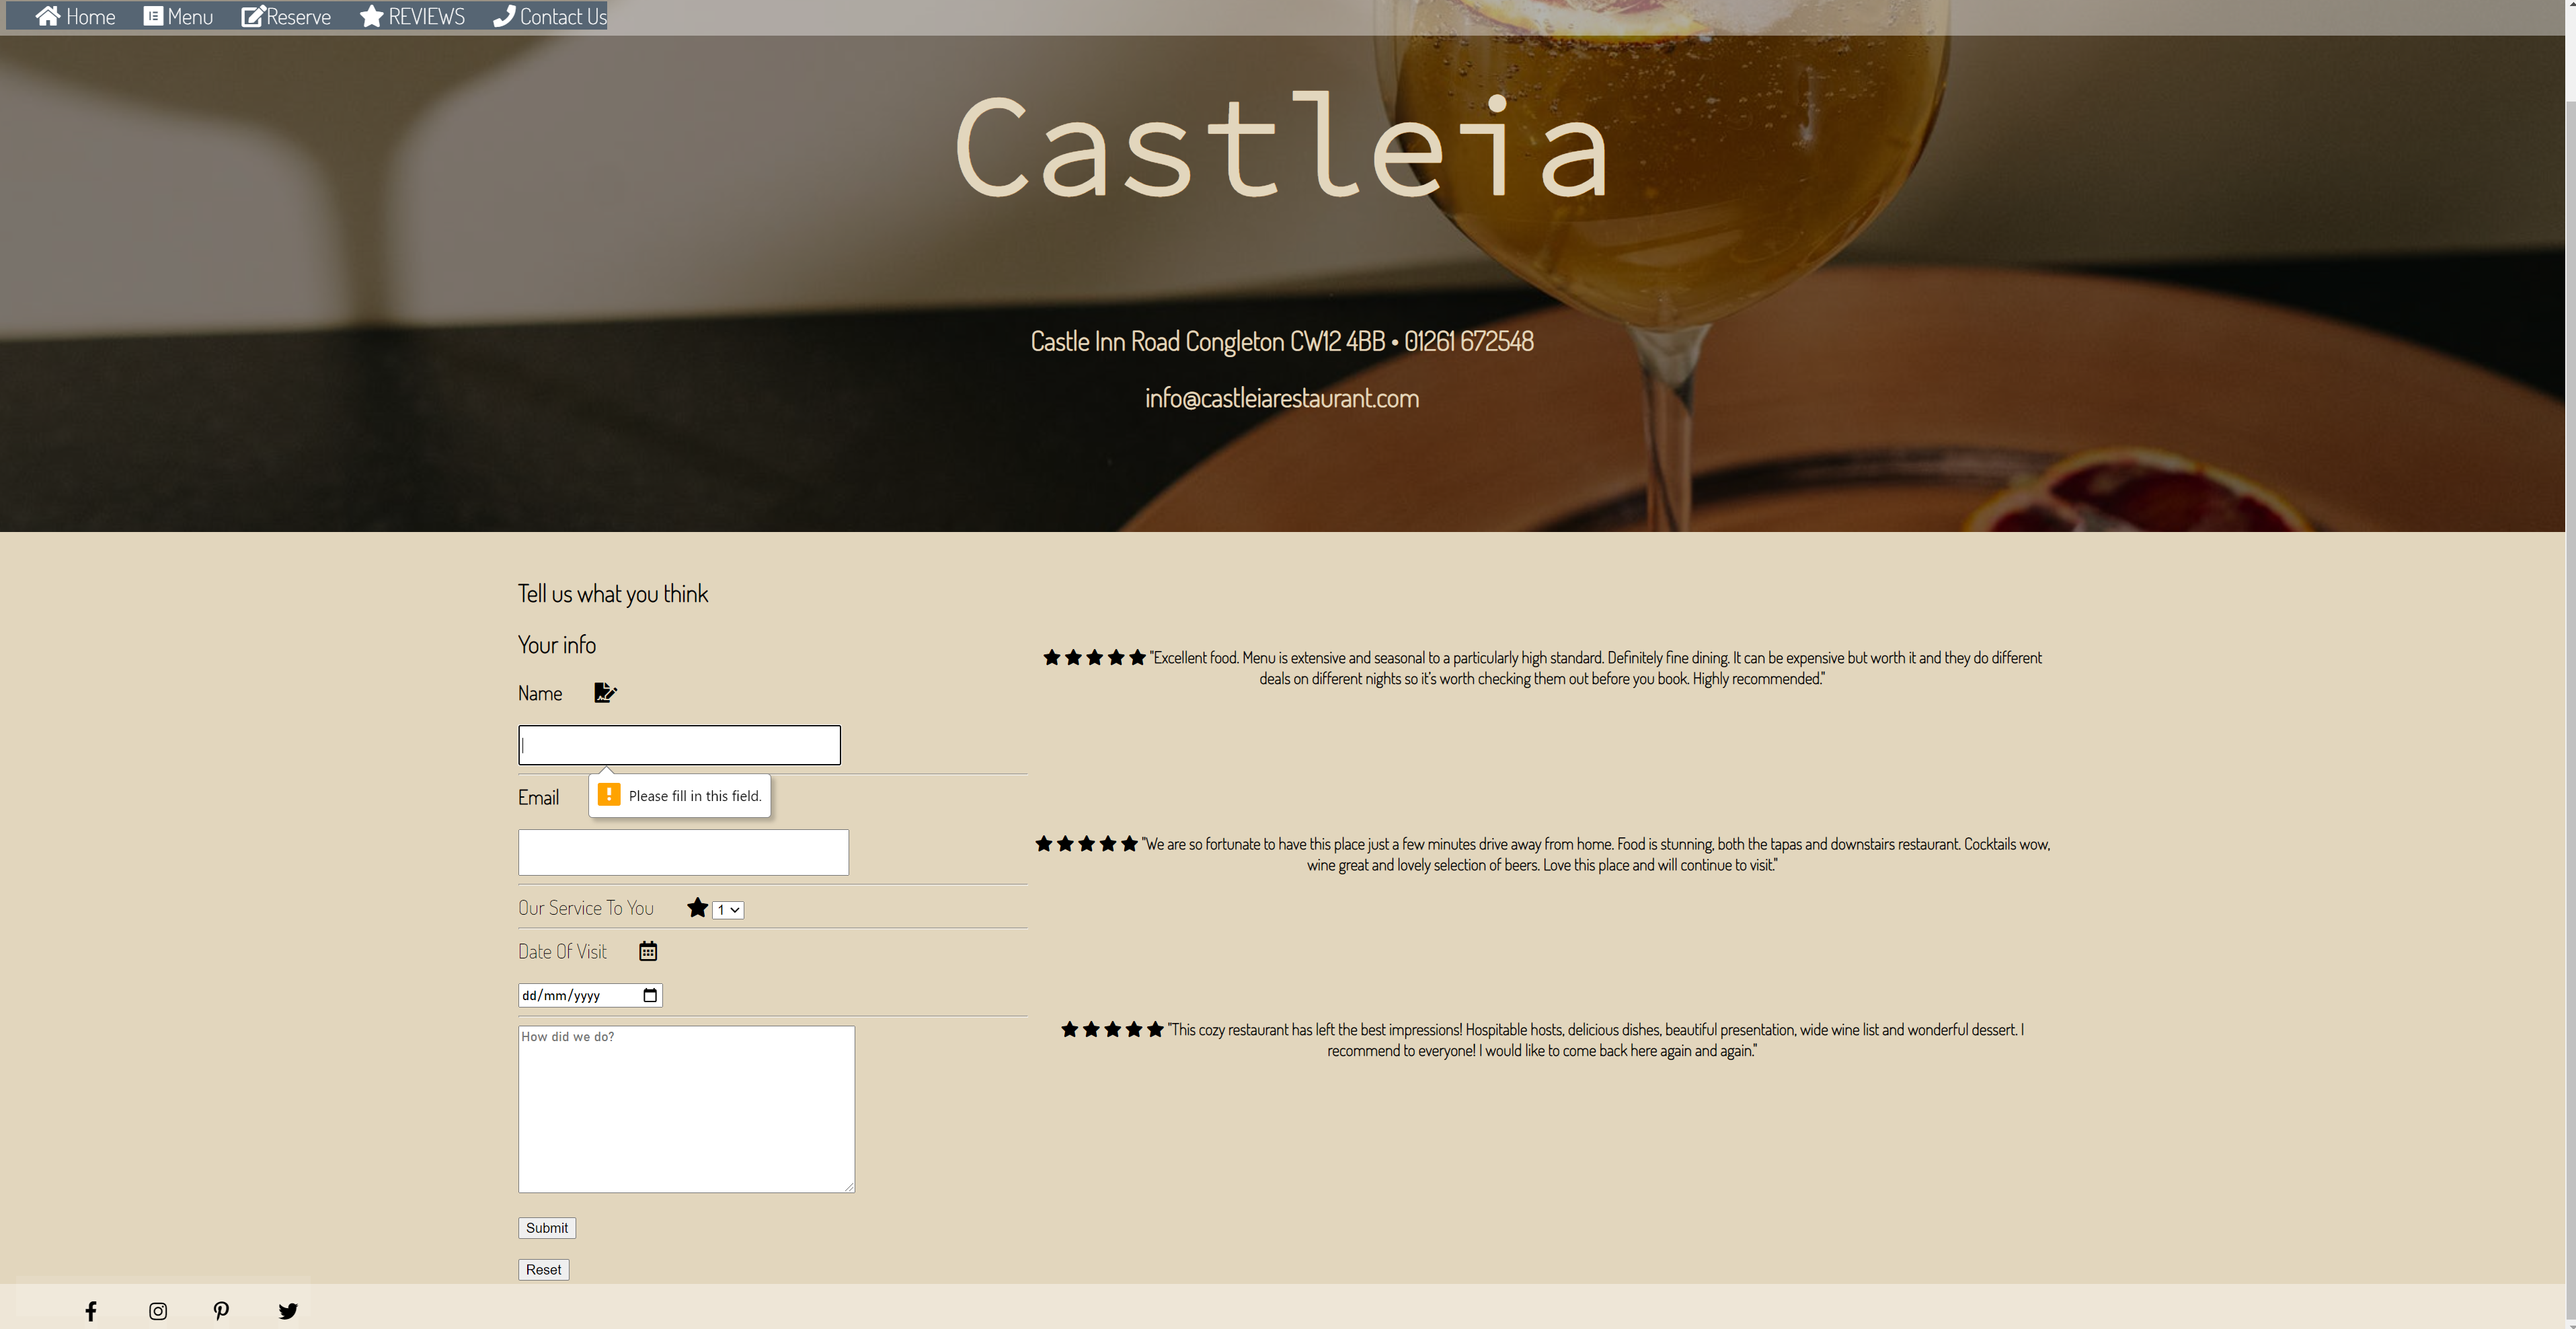 Home Menu Reserve REVIEWS Contact Us
Castleia
Castle Inn Road Congleton CW12 4BB • 01261 672548
info@castleiarestaurant.com
Tell us what you think
Your info
Name
Please fill in this field.
Email
Our Service To You 1
Date Of Visit
dd/mm/yyyy
How did we do?
Submit
Reset
"Excellent food. Menu is extensive and seasonal to a particularly high standard. Definitely fine dining. It can be expensive but worth it and they do different
deals on different nights so it's worth checking them out before you book. Highly recommended."
"We are so fortunate to have this place just a few minutes drive away from home. Food is stunning, both the tapas and downstairs restaurant. Cocktails wow,
wine great and lovely selection of beers. Love this place and will continue to visit."
"This cozy restaurant has left the best impressions! Hospitable hosts, delicious dishes, beautiful presentation, wide wine list and wonderful dessert. I
recommend to everyone! I would like to come back here again and again."